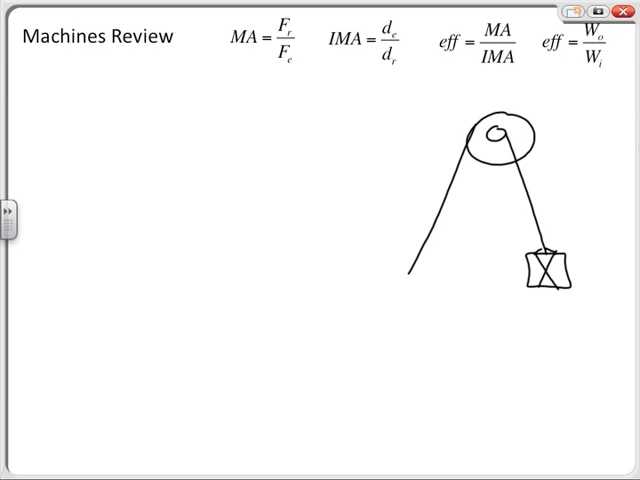 Machines Review MA = F_r/F_e IMA = d_e/d_r eff = MA/IMA eff = W_o/W_i